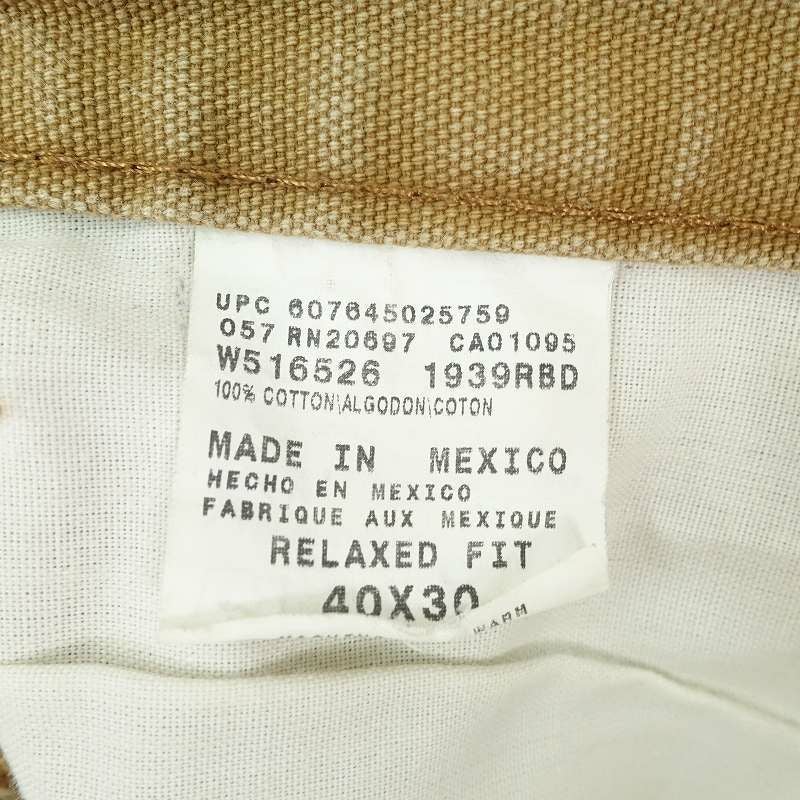 UPC 607645025759
057 RN20697 CA01095
W516526 1939RBD
100% COTTON\ALGODON\COTON
MADE IN MEXICO
HECHO EN MEXICO
FABRIQUE AUX MEXIQUE
RELAXED FIT
40X30
WARM